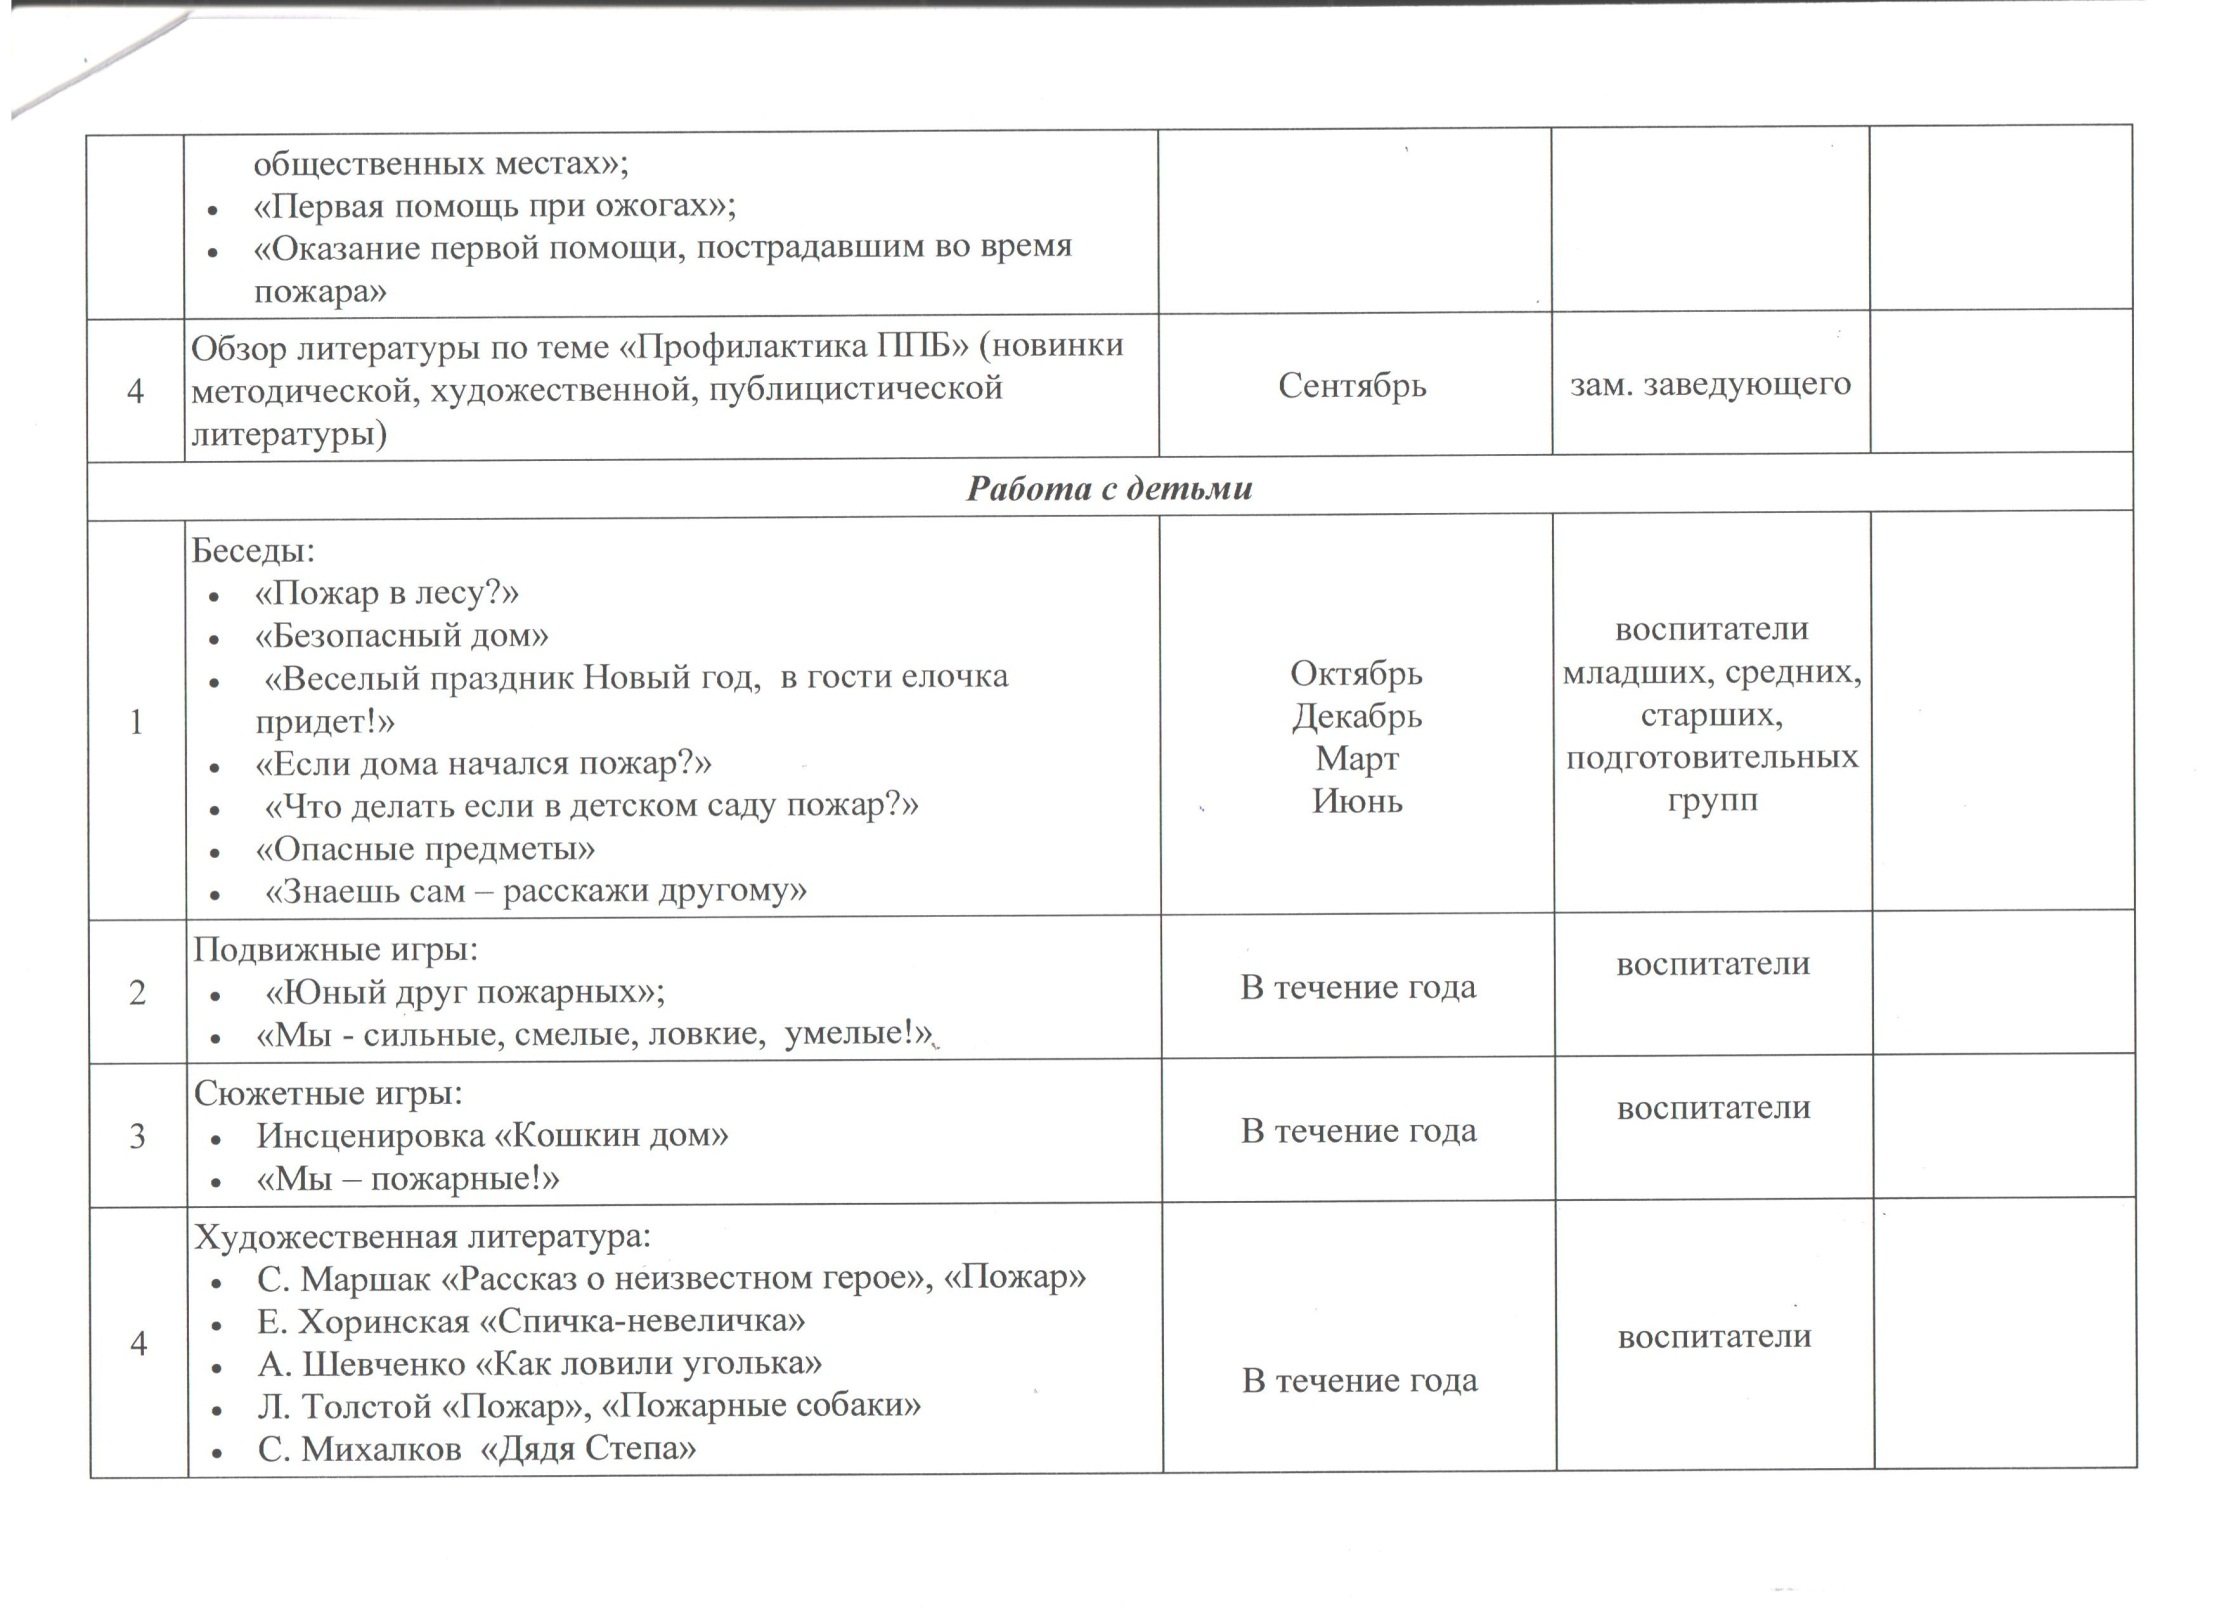 общественных местах»;
• «Первая помощь при ожогах»;
• «Оказание первой помощи, пострадавшим во время
пожара»
4
Обзор литературы по теме «Профилактика ППБ» (новинки
методической, художественной, публицистической
литературы)
Сентябрь
зам. заведующего
Работа с детьми
1
Беседы:
• «Пожар в лесу?»
• «Безопасный дом»
• «Веселый праздник Новый год, в гости елочка
придет!»
• «Если дома начался пожар?»
• «Что делать если в детском саду пожар?»
• «Опасные предметы»
• «Знаешь сам – расскажи другому»
Октябрь
Декабрь
Март
Июнь
воспитатели
младших, средних,
старших,
подготовительных
групп
2
Подвижные игры:
• «Юный друг пожарных»;
• «Мы - сильные, смелые, ловкие, умелые!».
В течение года
воспитатели
3
Сюжетные игры:
• Инсценировка «Кошкин дом»
• «Мы – пожарные!»
В течение года
воспитатели
4
Художественная литература:
• С. Маршак «Рассказ о неизвестном герое», «Пожар»
• Е. Хоринская «Спичка-невеличка»
• А. Шевченко «Как ловили уголька»
• Л. Толстой «Пожар», «Пожарные собаки»
• С. Михалков «Дядя Степа»
В течение года
воспитатели